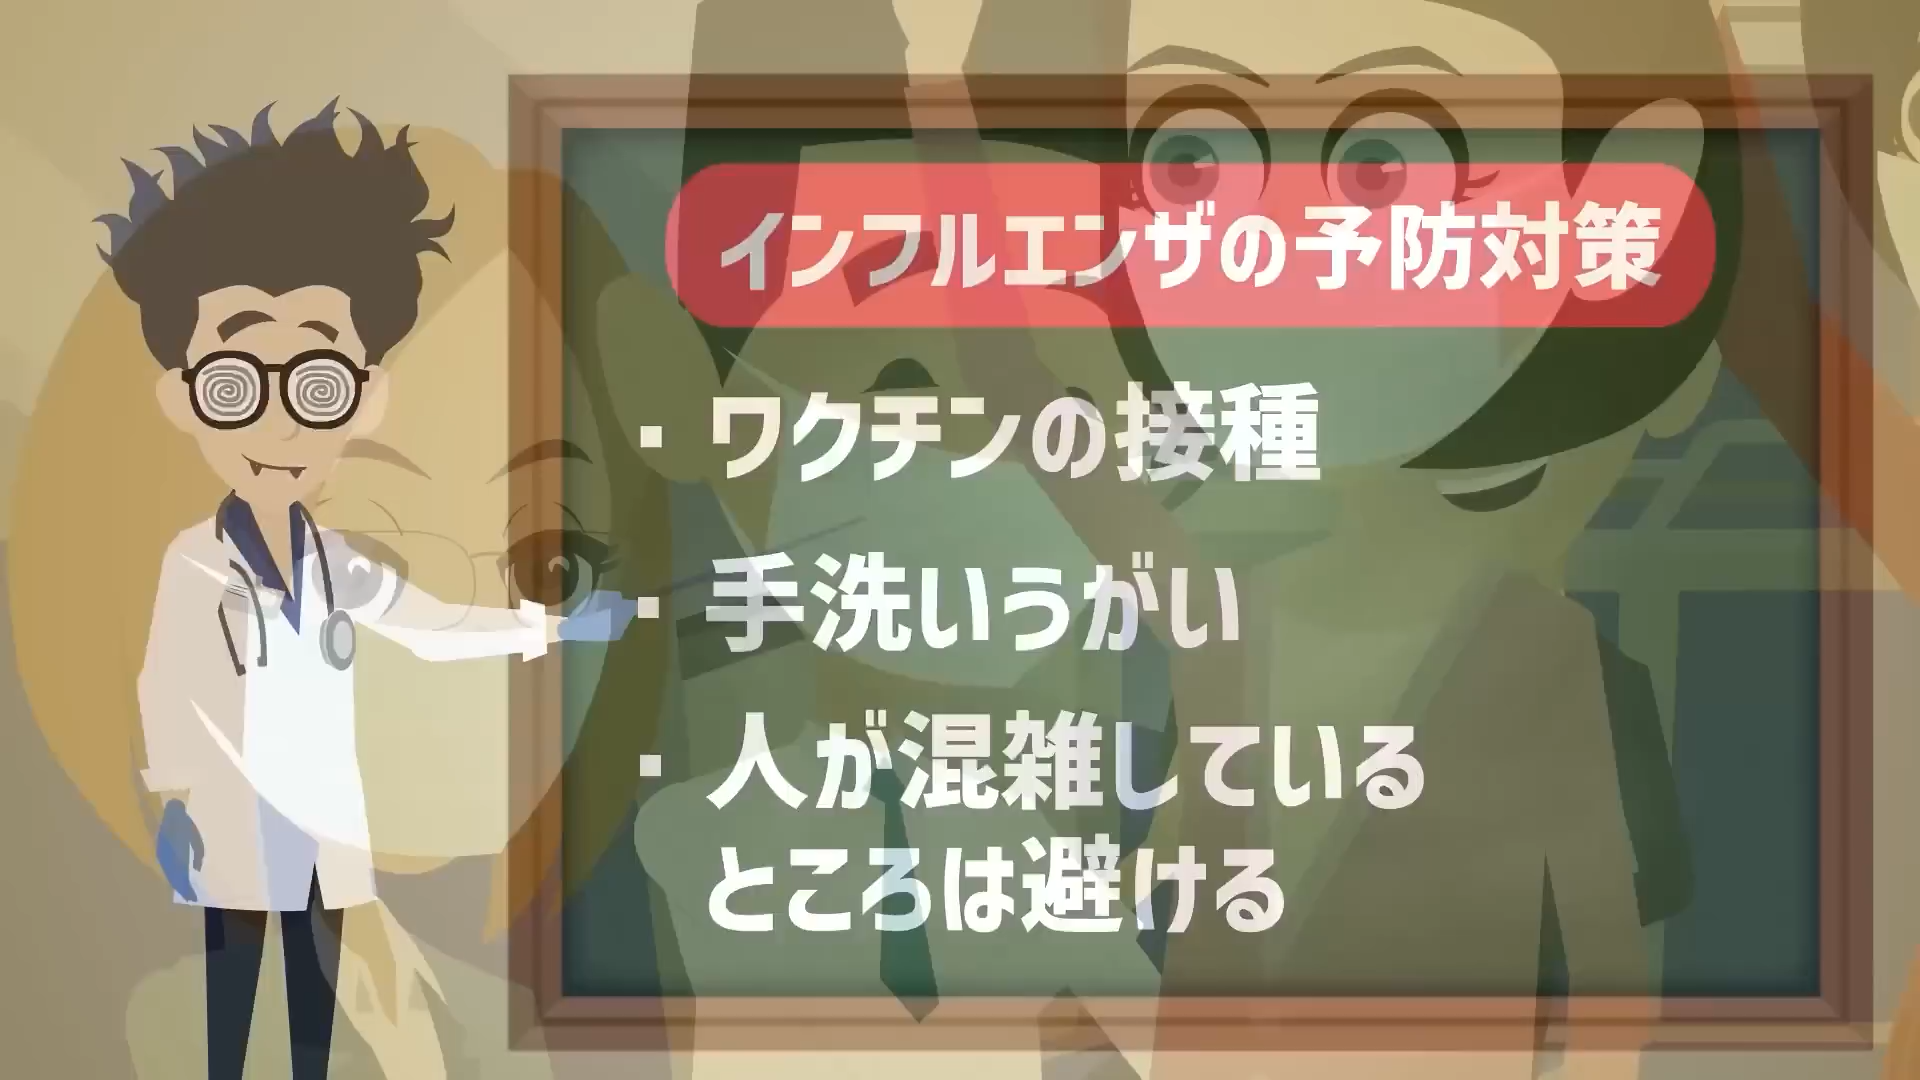 インフルエンザの予防対策
・ワクチンの接種
・手洗いうがい
・人が混雑している
ところは避ける